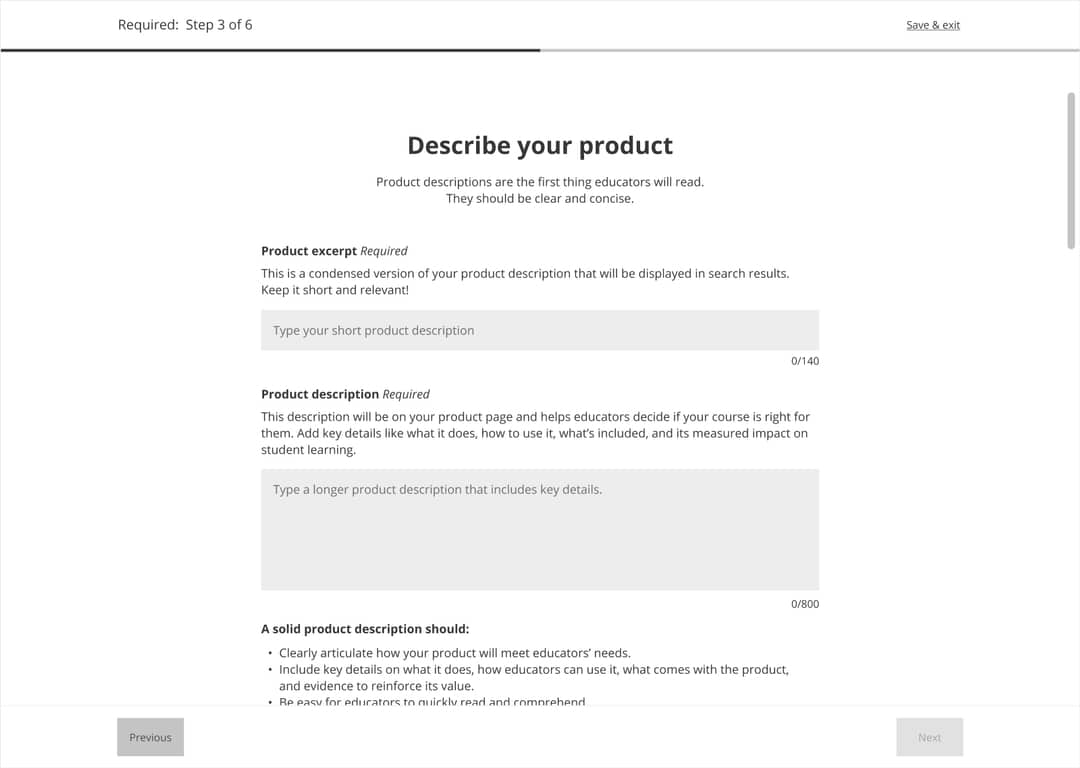 Required: Step 3 of 6
Save & exit
Describe your product
Product descriptions are the first thing educators will read.
They should be clear and concise.
Product excerpt Required
This is a condensed version of your product description that will be displayed in search results.
Keep it short and relevant!
Type your short product description
0/140
Product description Required
This description will be on your product page and helps educators decide if your course is right for
them. Add key details like what it does, how to use it, what’s included, and its measured impact on
student learning.
Type a longer product description that includes key details.
0/800
A solid product description should:
• Clearly articulate how your product will meet educators’ needs.
• Include key details on what it does, how educators can use it, what comes with the product,
and evidence to reinforce its value.
• Be easy for educators to quickly read and comprehend
Previous
Next